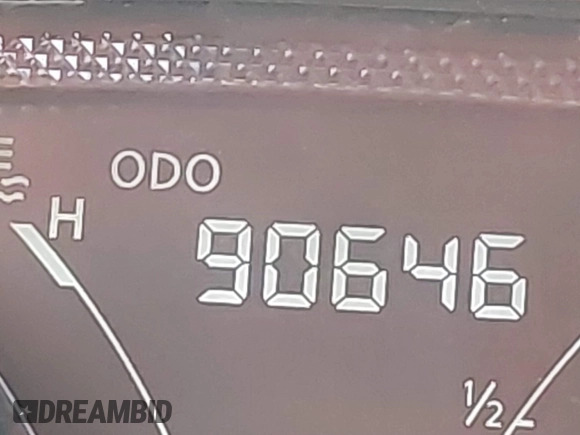 ODO
H
90646
1/2
DREAMBID